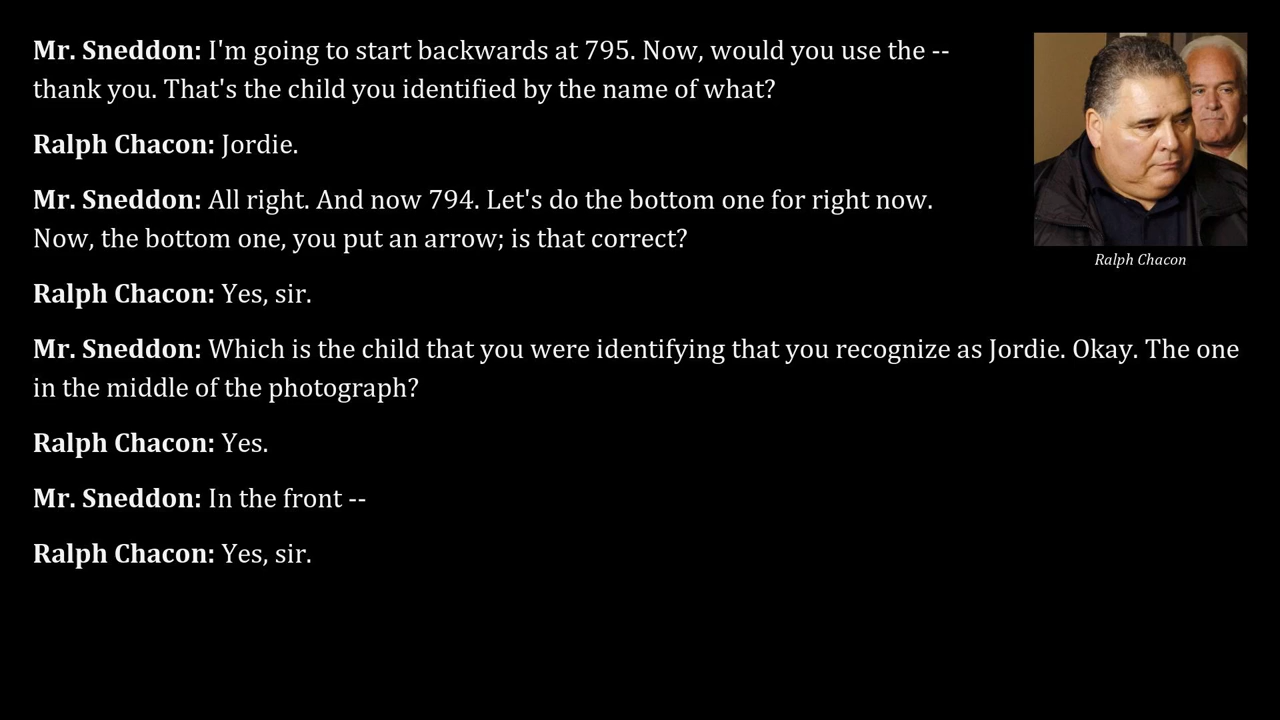 Mr. Sneddon: I'm going to start backwards at 795. Now, would you use the --
thank you. That's the child you identified by the name of what?
Ralph Chacon: Jordie.
Mr. Sneddon: All right. And now 794. Let's do the bottom one for right now.
Now, the bottom one, you put an arrow; is that correct?
Ralph Chacon
Ralph Chacon: Yes, sir.
Mr. Sneddon: Which is the child that you were identifying that you recognize as Jordie. Okay. The one
in the middle of the photograph?
Ralph Chacon: Yes.
Mr. Sneddon: In the front --
Ralph Chacon: Yes, sir.